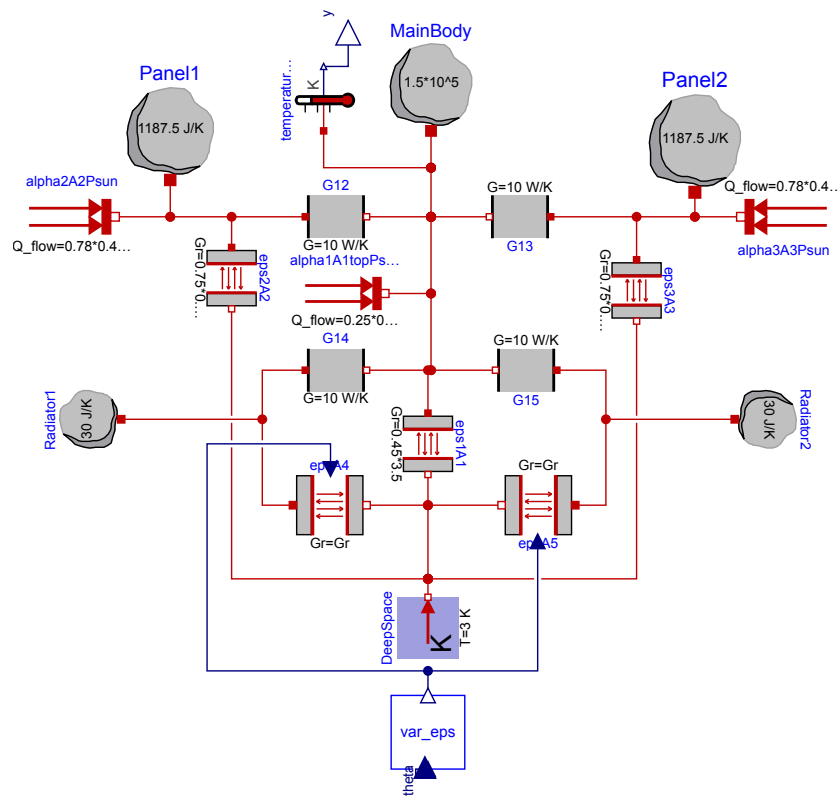 y
MainBody
Panel1
K
1.5*10^5
Panel2
temperatur...
1187.5 J/K
1187.5 J/K
alpha2A2Psun
G12
G=10 W/K
Q_flow=0.78*0.4...
Q_flow=0.78*0.4...
G=10 W/K
G13
alpha3A3Psun
alpha1A1topPs...
eps2A2
Gr=0.75*0....
eps3A3
Gr=0.75*0....
Q_flow=0.25*0...
G14
G=10 W/K
G=10 W/K
G15
Radiator1
30 J/K
Radiator2
30 J/K
eps1A1
Gr=0.45*3.5
Gr=Gr
Gr=Gr
DeepSpace
K
T=3 K
var_eps
theta